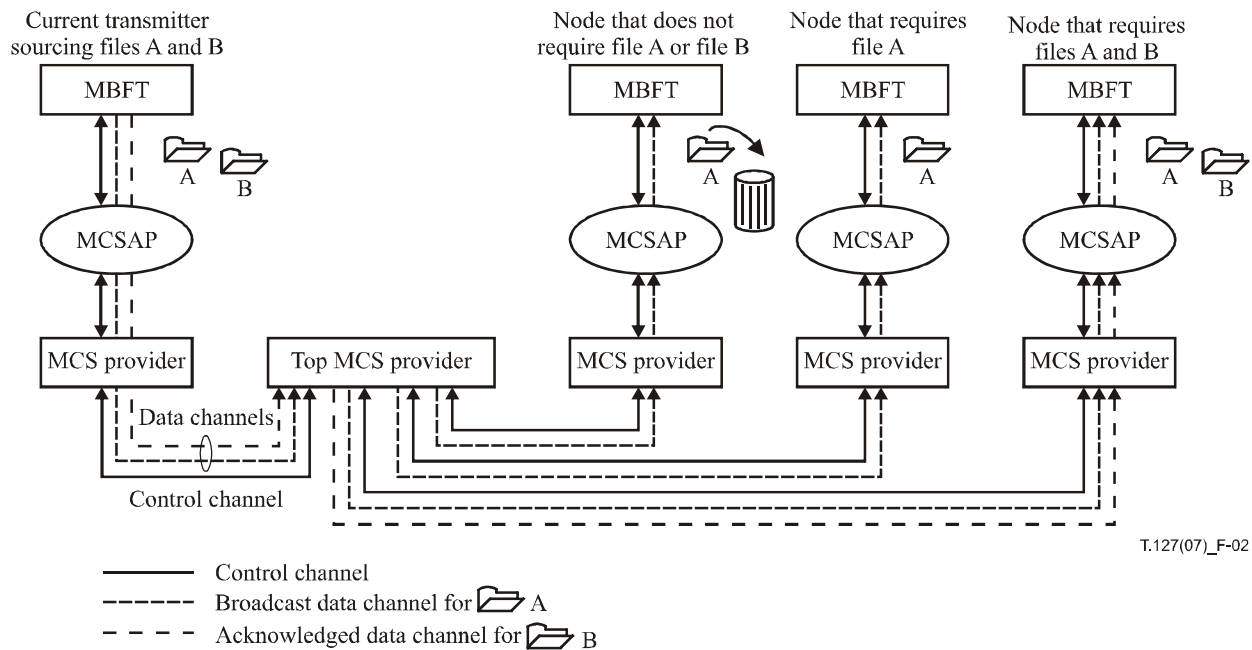 Current transmitter
sourcing files A and B
Node that does not
require file A or file B
Node that requires
file A
Node that requires
files A and B
MBFT
MBFT
MBFT
MBFT
A
B
A
A
A
B
MCSAP
MCSAP
MCSAP
MCSAP
MCS provider
Top MCS provider
MCS provider
MCS provider
MCS provider
Data channels
Control channel
T.127(07)_F-02
Control channel
Broadcast data channel for A
Acknowledged data channel for B